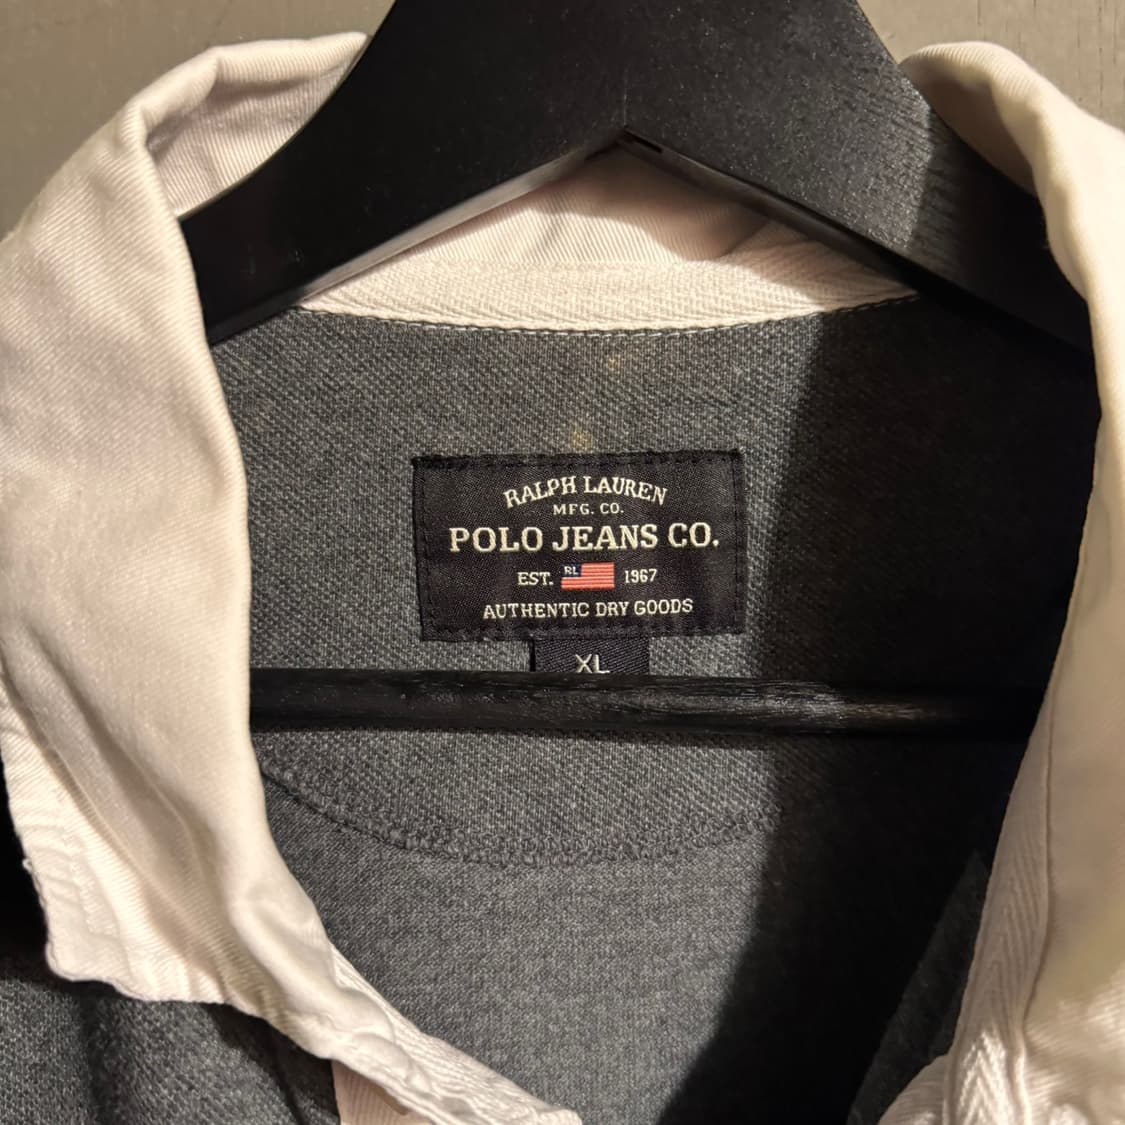 RALPH LAUREN
MFG. CO.
POLO JEANS CO.
EST. RL 1967
AUTHENTIC DRY GOODS
XL